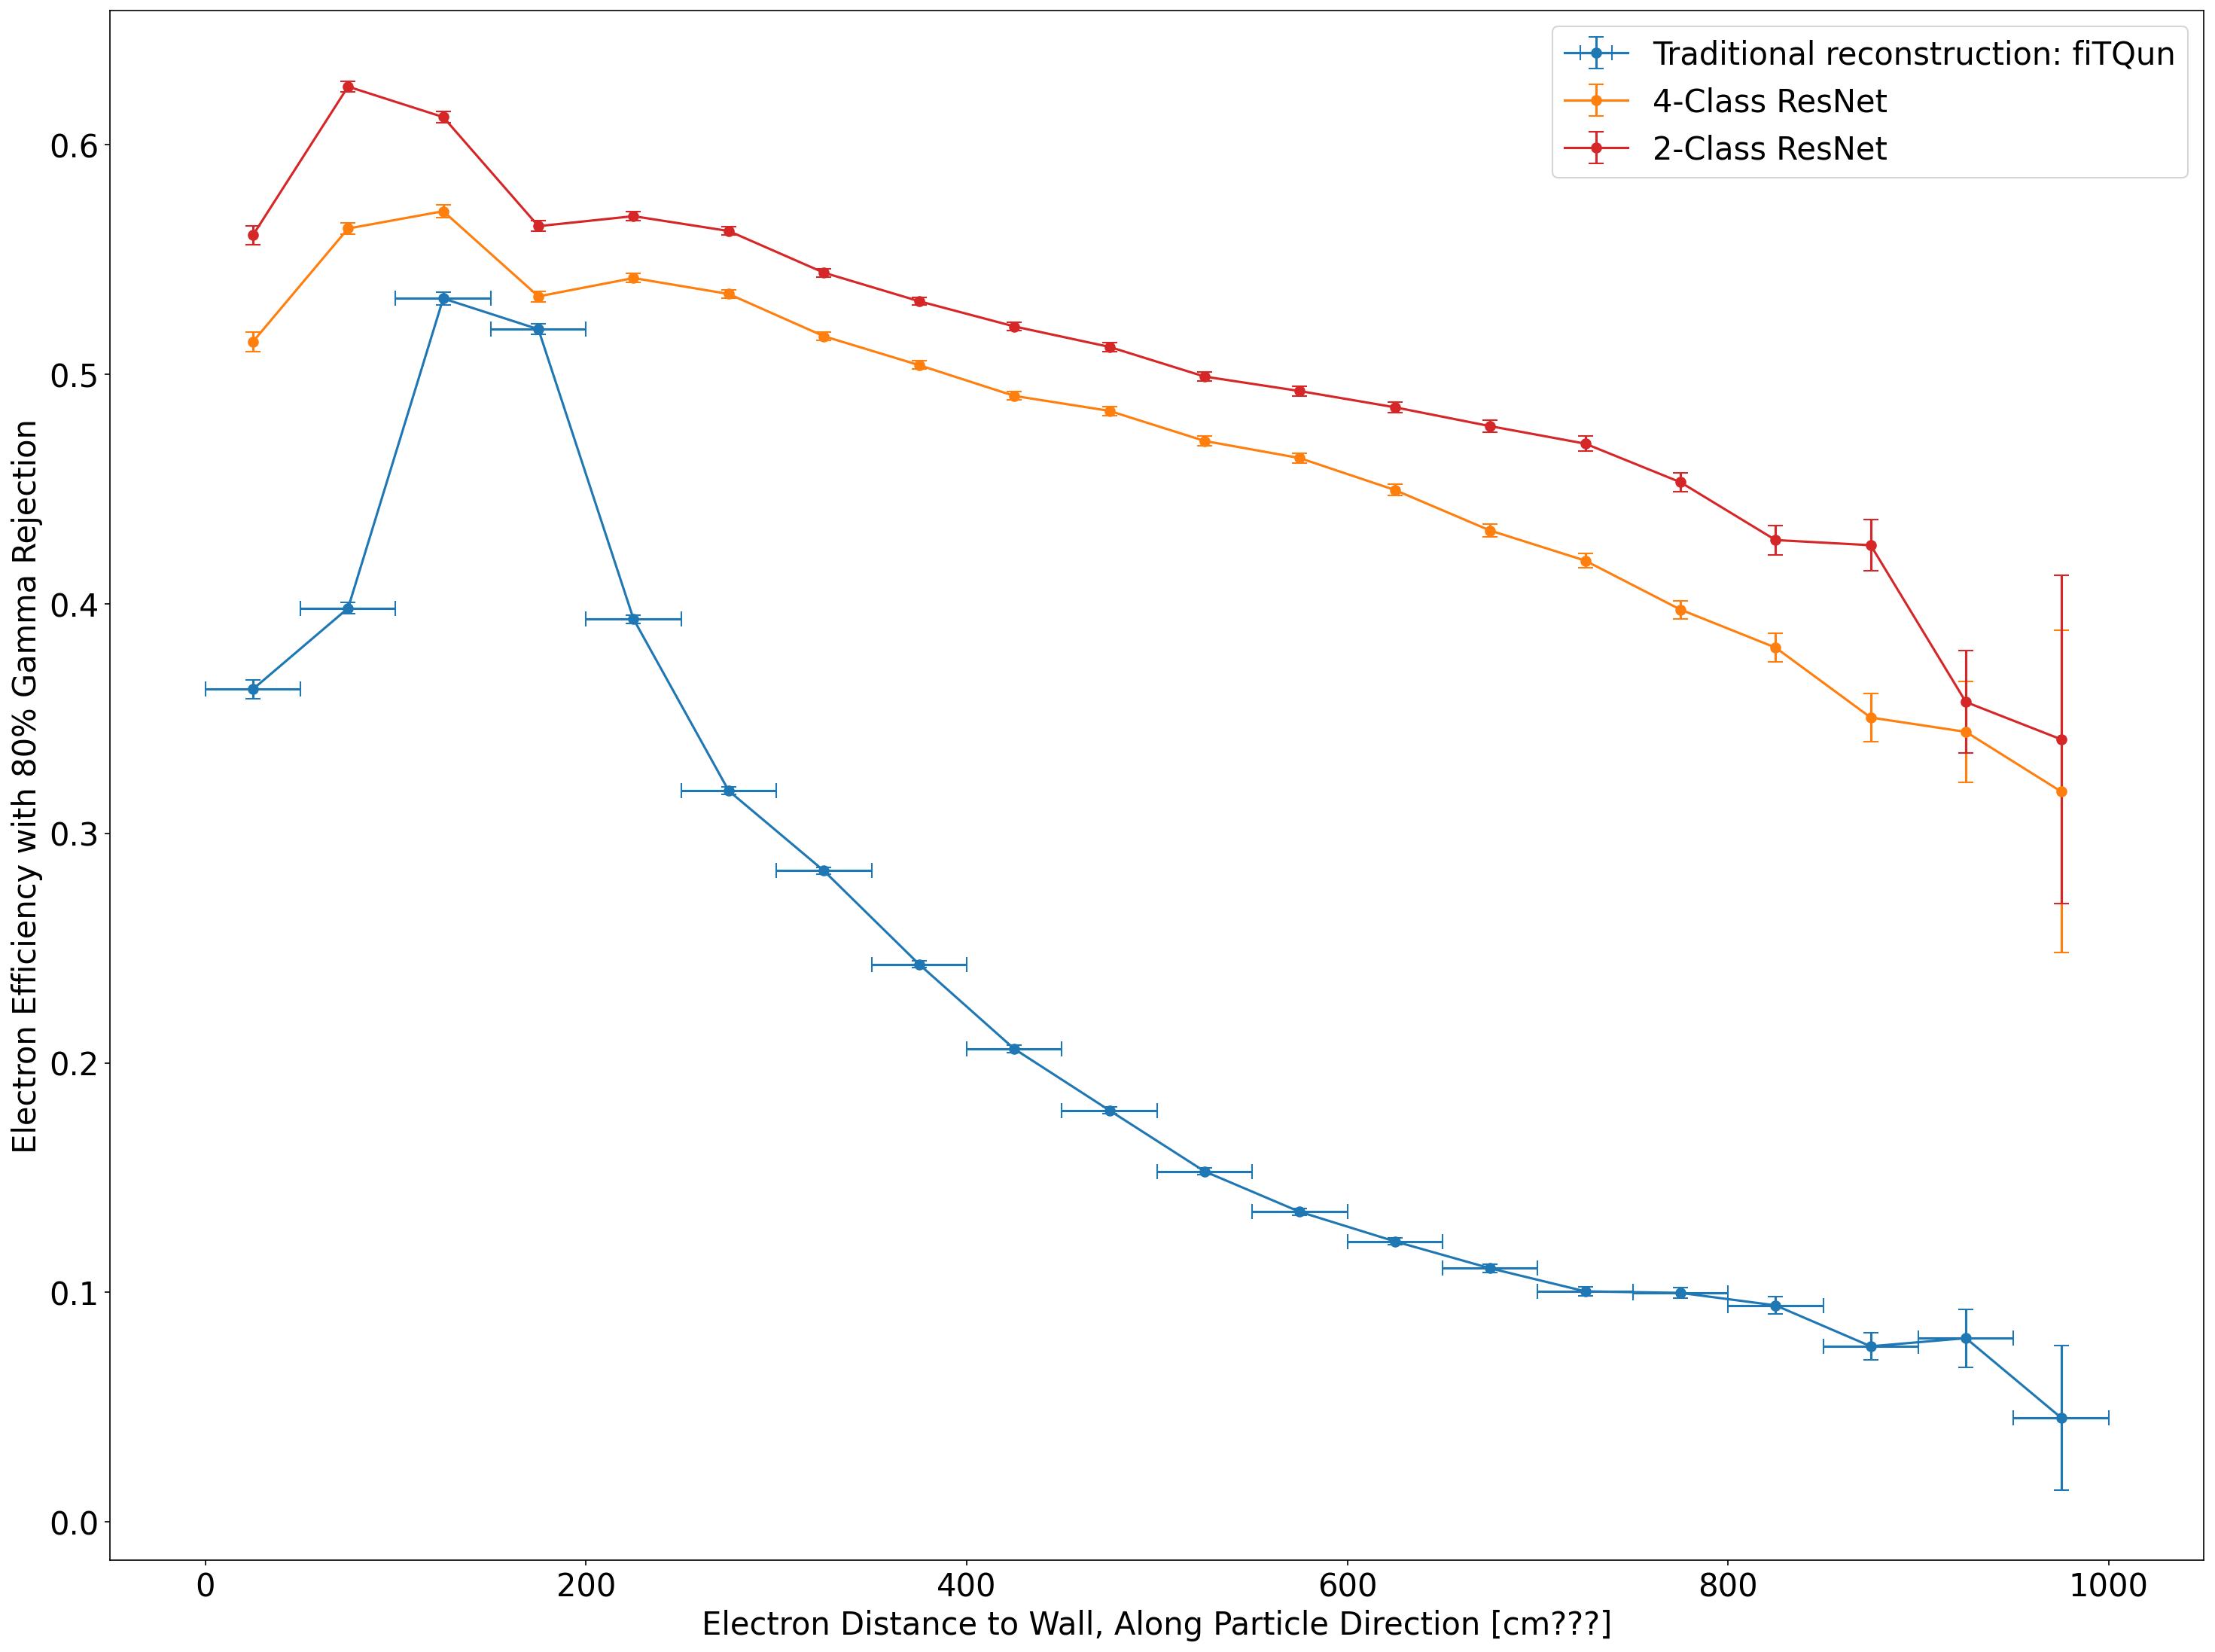 Traditional reconstruction: fiTQun
4-Class ResNet
2-Class ResNet
Electron Efficiency with 80% Gamma Rejection
0.6
0.5
0.4
0.3
0.2
0.1
0.0
0 200 400 600 800 1000
Electron Distance to Wall, Along Particle Direction [cm???]